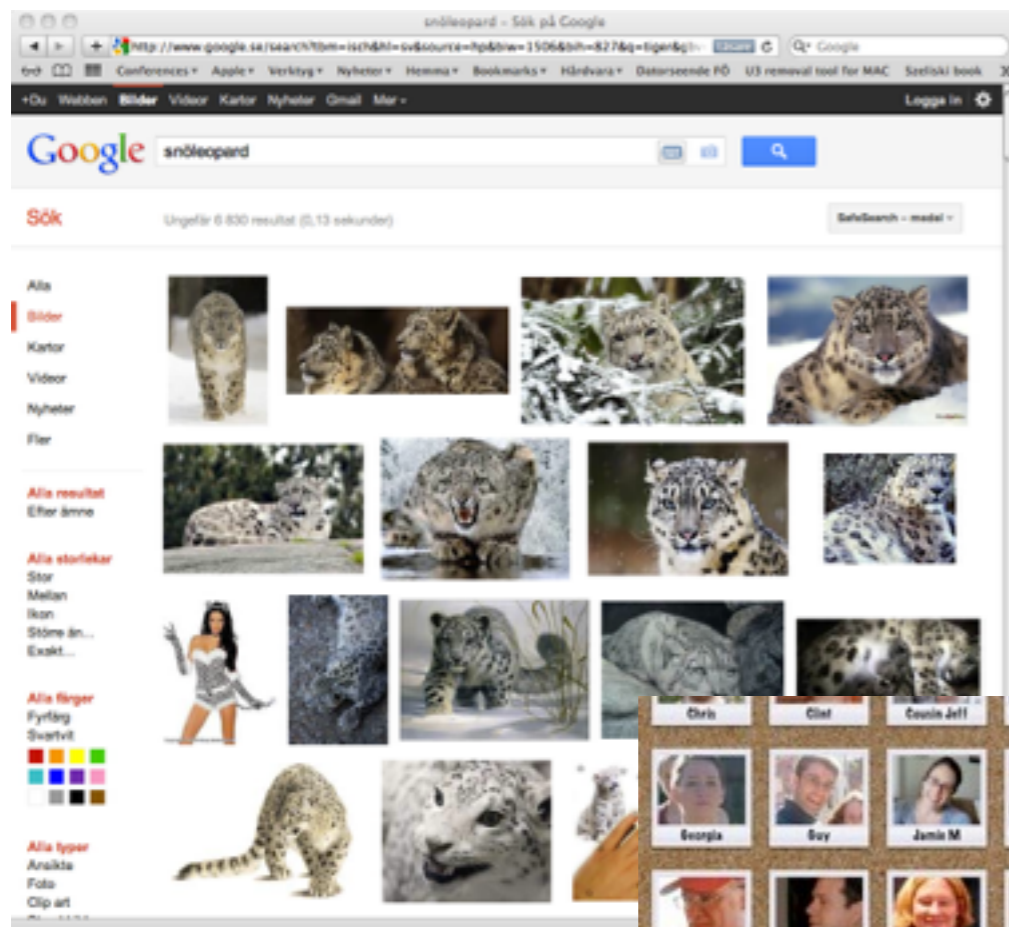 snöleopard – Sök på Google
http://www.google.se/search?tbm=isch&hl=sv&source=hp&biw=1506&bih=827&q=tiger&gbv
Google
Conferences Apple Verktyg Nyheter Hemma Bookmarks Hårdvara Datorseende FÖ U3 removal tool for MAC Szeliski book
+Du Webben Bilder Videor Kartor Nyheter Gmail Mer
Logga in
Google
snöleopard
Sök
Ungefär 6 830 resultat (0,13 sekunder)
SafeSearch – medel
Alla
Bilder
Kartor
Videor
Nyheter
Fler
Alla resultat
Efter ämne
Alla storlekar
Stor
Mellan
Ikon
Större än...
Exakt...
Alla färger
Fyrfärg
Svartvit
Alla typer
Ansikte
Foto
Clip art
Chris
Clint
Cousin Jeff
Georgia
Guy
Jamie M